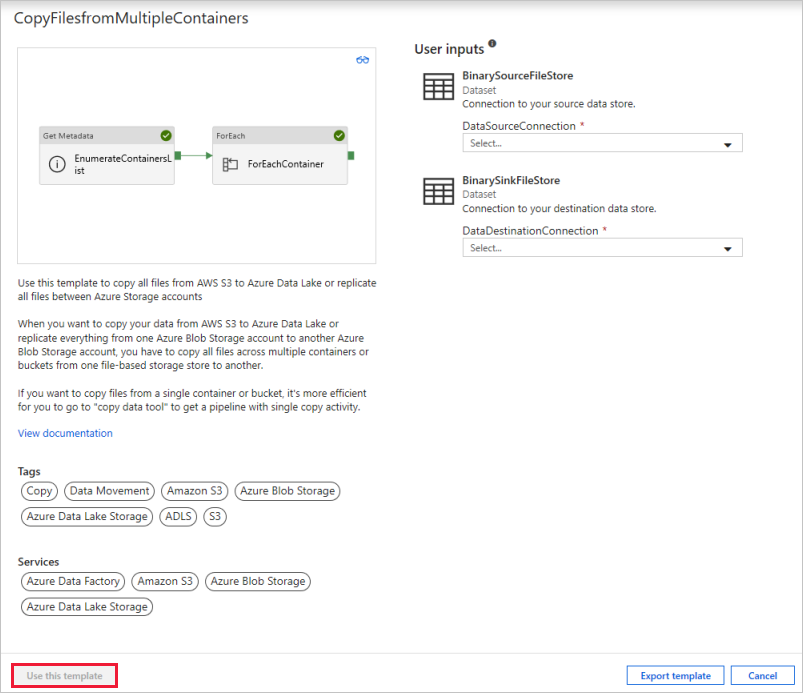 CopyFilesfromMultipleContainers
Get Metadata
EnumerateContainersL
ist
ForEach
ForEachContainer
Use this template to copy all files from AWS S3 to Azure Data Lake or replicate
all files between Azure Storage accounts
When you want to copy your data from AWS S3 to Azure Data Lake or
replicate everything from one Azure Blob Storage account to another Azure
Blob Storage account, you have to copy all files across multiple containers or
buckets from one file-based storage store to another.
If you want to copy files from a single container or bucket, it's more efficient
for you to go to "copy data tool" to get a pipeline with single copy activity.
View documentation
Tags
Copy Data Movement Amazon S3 Azure Blob Storage
Azure Data Lake Storage ADLS S3
Services
Azure Data Factory Amazon S3 Azure Blob Storage
Azure Data Lake Storage
User inputs
BinarySourceFileStore
Dataset
Connection to your source data store.
DataSourceConnection *
Select...
BinarySinkFileStore
Dataset
Connection to your destination data store.
DataDestinationConnection *
Select...
Use this template Export template Cancel